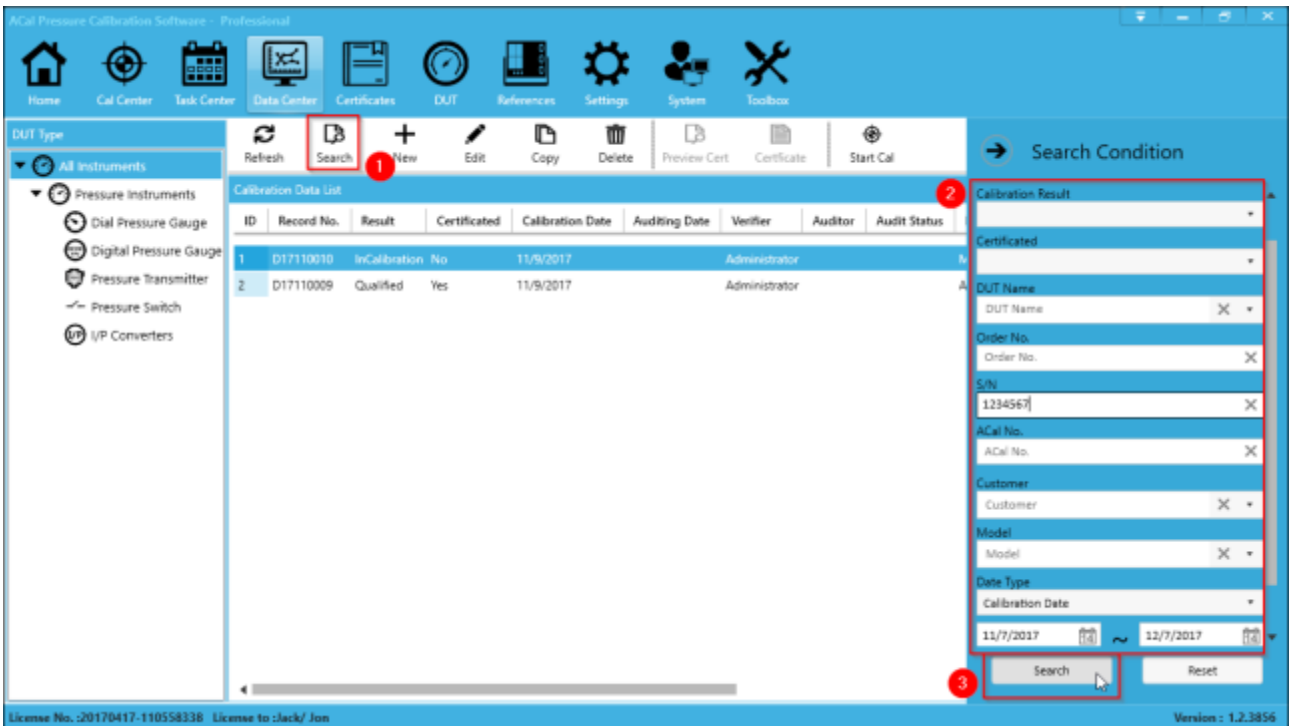 ACal Pressure Calibration Software - Professional
Home Cal Center Task Center Data Center Certificates DUT References Settings System Toolbox
DUT Type
All Instruments
Pressure Instruments
Dial Pressure Gauge
Digital Pressure Gauge
Pressure Transmitter
Pressure Switch
I/P I/P Converters
Refresh Search New Edit Copy Delete Preview Cert Certificate Start Cal
1
Calibration Data List
ID Record No. Result Certificated Calibration Date Auditing Date Verifier Auditor Audit Status
1 D17110010 InCalibration No 11/9/2017 Administrator
2 D17110009 Qualified Yes 11/9/2017 Administrator
Search Condition
2
Calibration Result
Certificated
DUT Name
DUT Name
Order No.
Order No.
S/N
1234567
ACal No.
ACal No.
Customer
Customer
Model
Model
Date Type
Calibration Date
11/7/2017 ~ 12/7/2017
3
Search Reset
License No. :20170417-110558338 License to :Jack/ Jon
Version : 1.2.3856